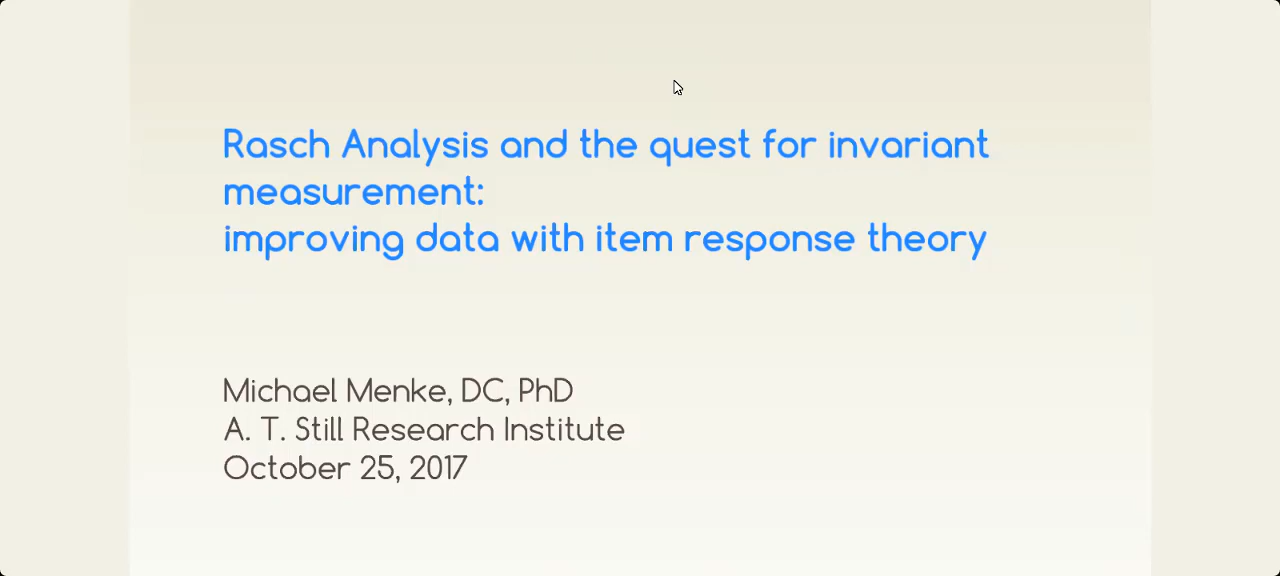 Rasch Analysis and the quest for invariant
measurement:
improving data with item response theory
Michael Menke, DC, PhD
A. T. Still Research Institute
October 25, 2017